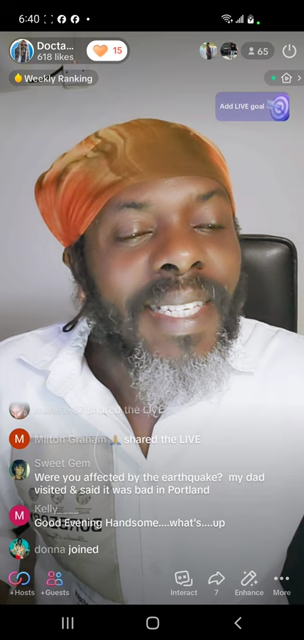 6:40
Docta...
618 likes
15
65
Weekly Ranking
Add LIVE goal
shared the LIVE
Milton Graham 🙏 shared the LIVE
Sweet Gem
Were you affected by the earthquake? my dad
visited & said it was bad in Portland
Kelly____
Good Evening Handsome....what's....up
donna joined
+Hosts
+Guests
Interact
7
Enhance
More